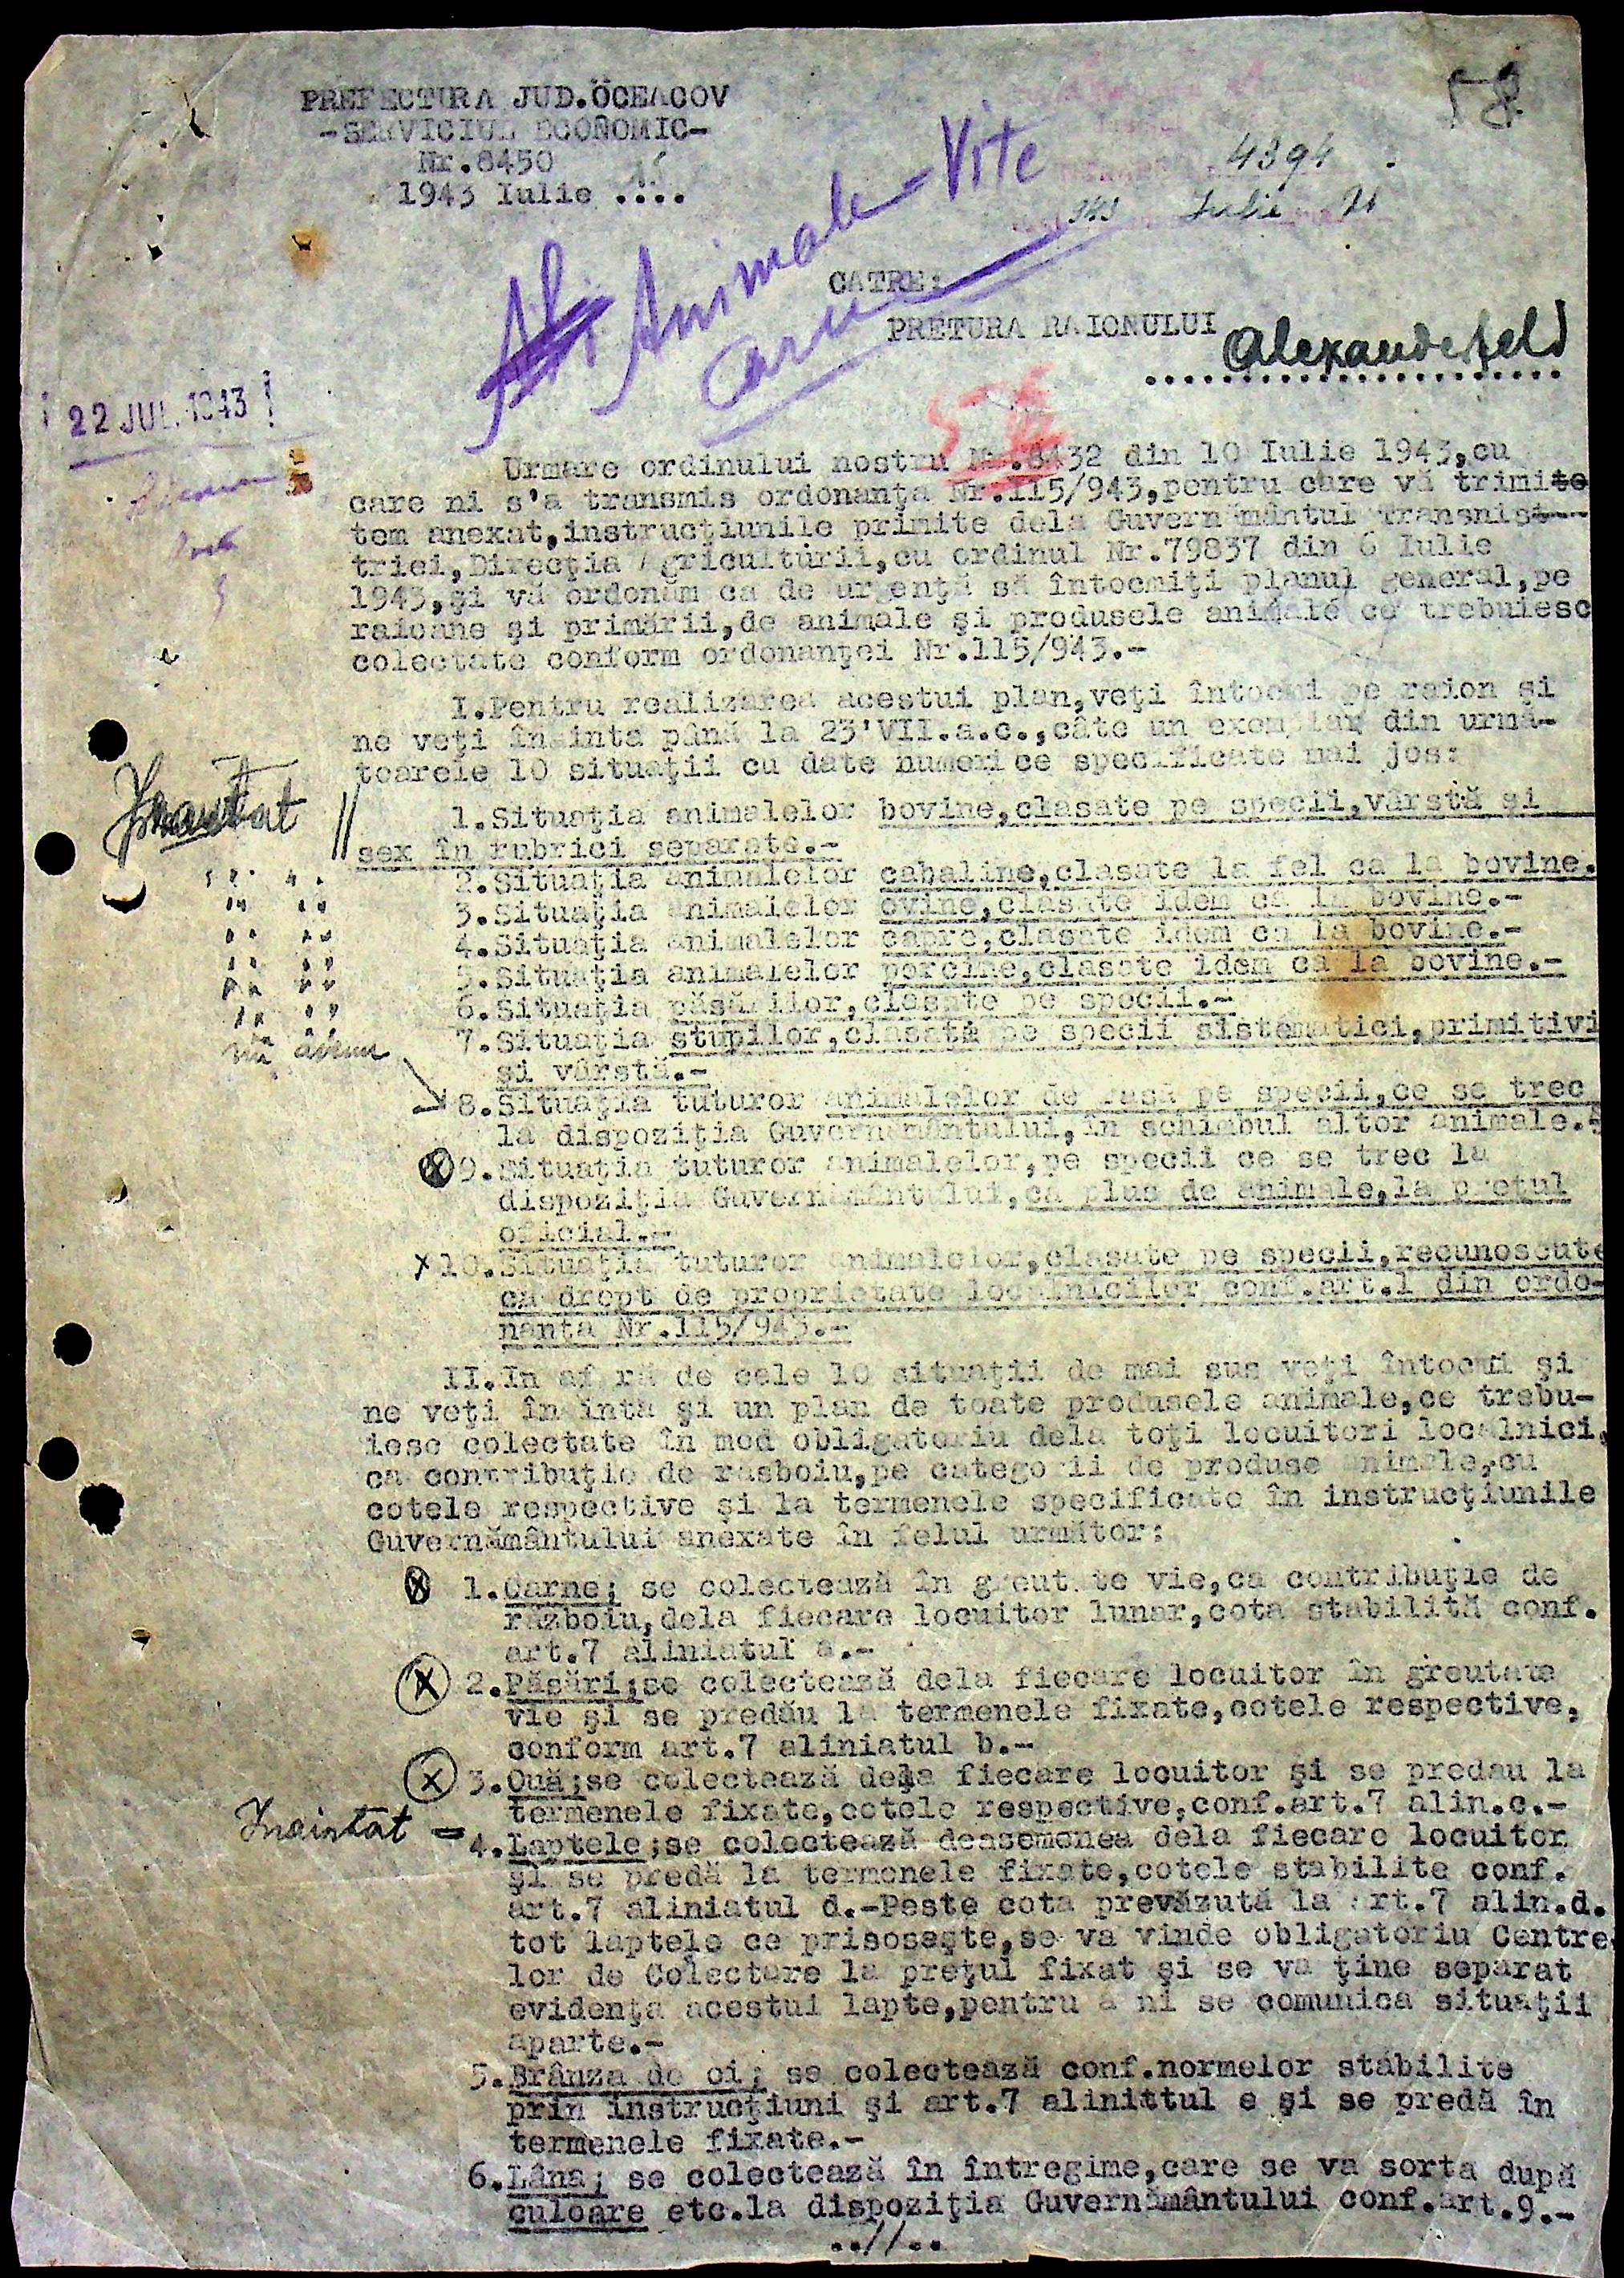 58
PREFECTURA JUD.OCEACOV
-SERVICIUL ECONOMIC-
Nr.8450
1943 Iulie 15....
4394
943 Iulie 21
Animale-Vite
Carne
CATRE:
PRETURA RAIONULUI Alexanderfeld
22 JUL. 1943
Urmare ordinului nostru Nr.8432 din 10 Iulie 1943,cu
care ni s'a transmis ordonanţa Nr.115/943,pentru care vă trimite
tem anexat,instrucţiunile primite dela Guvernământul Transnist--
triei,Direcţia Agriculturii,cu ordinul Nr.79837 din 6 Iulie
1943,şi vă ordonăm ca de urgenţă să întocmiţi planul general,pe
raioane şi primării,de animale şi produsele animale ce trebuiesc
colectate conform ordonanţei Nr.115/943.-
I.Pentru realizarea acestui plan,veţi întocmi pe raion şi
ne veţi înainta până la 23'VII.a.c.,câte un exemplar din urmă-
toarele 10 situaţii cu date numerice specificate mai jos:
Inaintat // 1.Situaţia animalelor bovine,clasate pe specii,vârstă şi
sex în rubrici separate.-
" " 2.Situaţia animalelor cabaline,clasate la fel ca la bovine.
" " 3.Situaţia animalelor ovine,clasate idem ca la bovine.-
" " 4.Situaţia animalelor capre,clasate idem ca la bovine.-
" " 5.Situaţia animalelor porcine,clasate idem ca la bovine.-
" " 6.Situaţia păsărilor,clasate pe specii.-
" " 7.Situaţia stupilor,clasată pe specii sistematici,primitivi
şi vârstă.-
nu avem 8.Situaţia tuturor animalelor de rasă pe specii,ce se trec
la dispoziţia Guvernământului,în schimbul altor animale.-
x 9.Situaţia tuturor animalelor,pe specii ce se trec la
dispoziţia Guvernământului,ca plus de animale,la preţul
oficial.-
x 10.Situaţia tuturor animalelor,clasate pe specii,recunoscute
ca drept de proprietate localnicilor conf.art.1 din ordo-
nanta Nr.115/943.-
II.In afară de cele 10 situaţii de mai sus veţi întocmi şi
ne veţi înainta şi un plan de toate produsele animale,ce trebu-
iesc colectate în mod obligatoriu dela toţi locuitori localnici,
ca contribuţie de răsboiu,pe categorii de produse animale,cu
cotele respective şi la termenele specificate în instrucţiunile
Guvernământului anexate în felul următor:
x 1.Carne; se colectează în greutate vie,ca contribuţie de
războiu,dela fiecare locuitor lunar,cota stabilită conf.
art.7 aliniatul a.-
x 2.Păsări;se colectează dela fiecare locuitor în greutate
vie şi se predău la termenele fixate,cotele respective,
conform art.7 aliniatul b.-
x 3.Ouă;se colectează dela fiecare locuitor şi se predau la
termenele fixate,cotele respective,conf.art.7 alin.c.-
Inaintat = 4.Laptele;se colectează deasemenea dela fiecare locuitor
şi se predă la termenele fixate,cotele stabilite conf.
art.7 aliniatul d.-Peste cota prevăzută la art.7 alin.d.
tot laptele ce prisoseşte,se va vinde obligatoriu Centre-
lor de Colectare la preţul fixat şi se va ţine separat
evidenţa acestui lapte,pentru a ni se comunica situaţii
aparte.-
5.Brânza de oi; se colectează conf.normelor stabilite
prin instrucţiuni şi art.7 alinittul e şi se predă în
termenele fixate.-
6.Lâna; se colectează în întregime,care se va sorta după
culoare etc.la dispoziţia Guvernământului conf.art.9.-
..//..